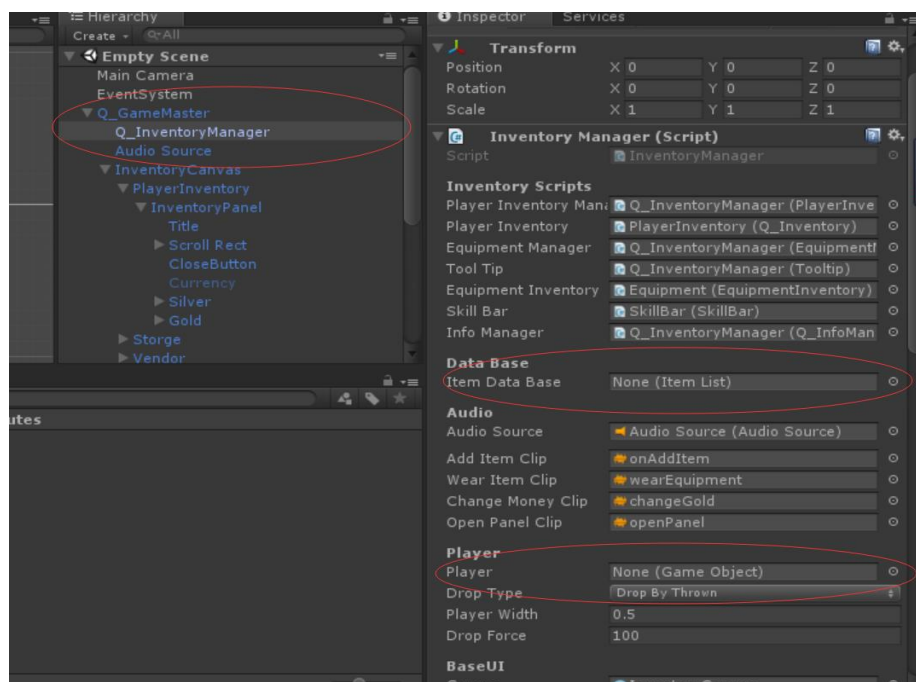 Hierarchy
Create
All
Empty Scene
Main Camera
EventSystem
Q_GameMaster
Q_InventoryManager
Audio Source
InventoryCanvas
PlayerInventory
InventoryPanel
Title
Scroll Rect
CloseButton
Currency
Silver
Gold
Storge
Vendor
utes
Inspector Services
Transform
Position X 0 Y 0 Z 0
Rotation X 0 Y 0 Z 0
Scale X 1 Y 1 Z 1
Inventory Manager (Script)
Script InventoryManager
Inventory Scripts
Player Inventory Mana Q_InventoryManager (PlayerInve
Player Inventory PlayerInventory (Q_Inventory)
Equipment Manager Q_InventoryManager (Equipment
Tool Tip Q_InventoryManager (Tooltip)
Equipment Inventory Equipment (EquipmentInventory)
Skill Bar SkillBar (SkillBar)
Info Manager Q_InventoryManager (Q_InfoMan
Data Base
Item Data Base None (Item List)
Audio
Audio Source Audio Source (Audio Source)
Add Item Clip onAddItem
Wear Item Clip wearEquipment
Change Money Clip changeGold
Open Panel Clip openPanel
Player
Player None (Game Object)
Drop Type Drop By Thrown
Player Width 0.5
Drop Force 100
BaseUI